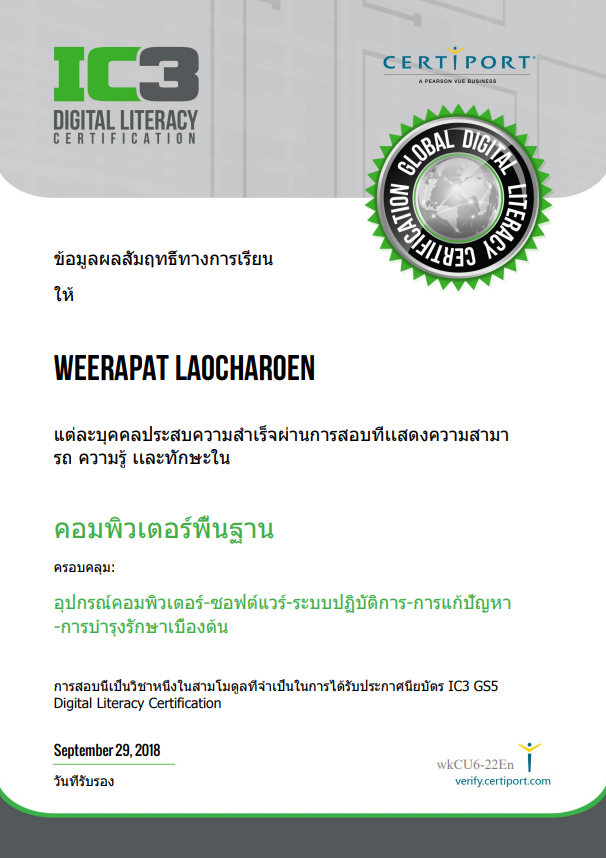 IC3
DIGITAL LITERACY
CERTIFICATION
CERTIPORT®
A PEARSON VUE BUSINESS
GLOBAL DIGITAL LITERACY CERTIFICATION
ข้อมูลผลสัมฤทธิ์ทางการเรียน
ให้
WEERAPAT LAOCHAROEN
แต่ละบุคคลประสบความสำเร็จผ่านการสอบที่แสดงความสามา
รถ ความรู้ และทักษะใน
คอมพิวเตอร์พื้นฐาน
ครอบคลุม:
อุปกรณ์คอมพิวเตอร์-ซอฟต์แวร์-ระบบปฏิบัติการ-การแก้ปัญหา
-การบำรุงรักษาเบื้องต้น
การสอบนี้เป็นวิชาหนึ่งในสามโมดูลที่จำเป็นในการได้รับประกาศนียบัตร IC3 GS5
Digital Literacy Certification
September 29, 2018
วันที่รับรอง
wkCU6-22En
verify.certiport.com